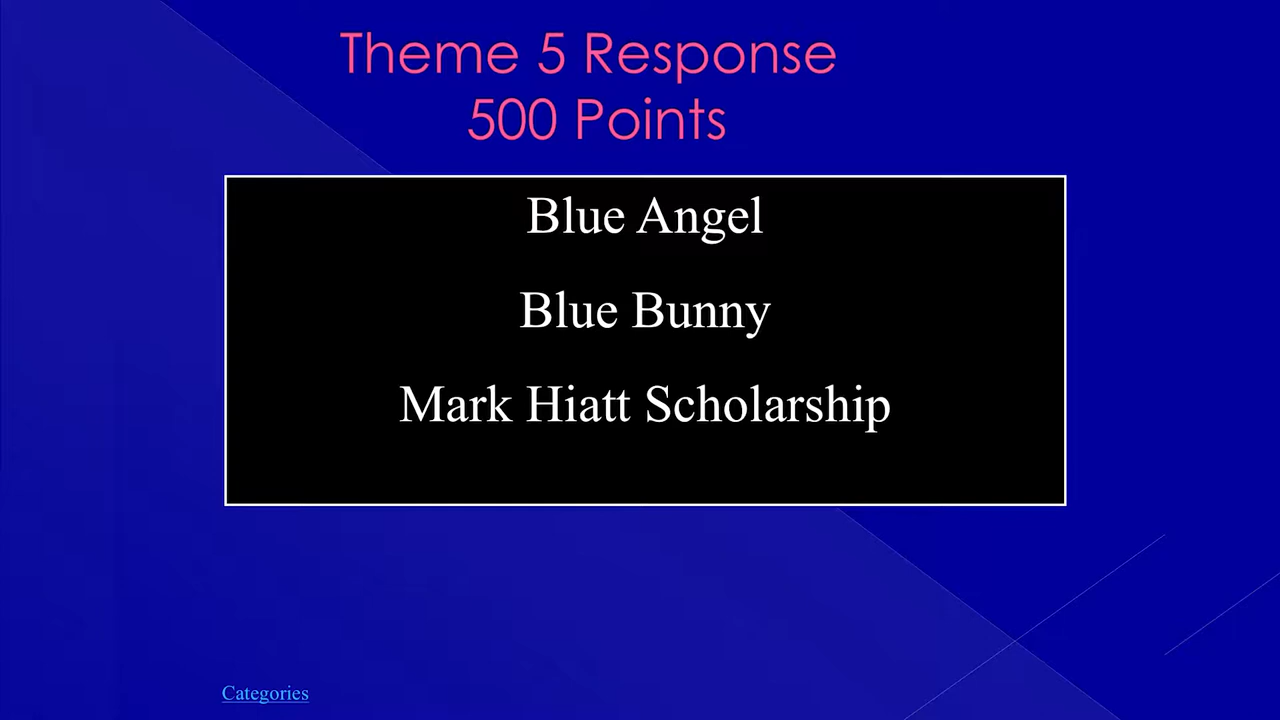 Theme 5 Response
500 Points
Blue Angel
Blue Bunny
Mark Hiatt Scholarship
Categories